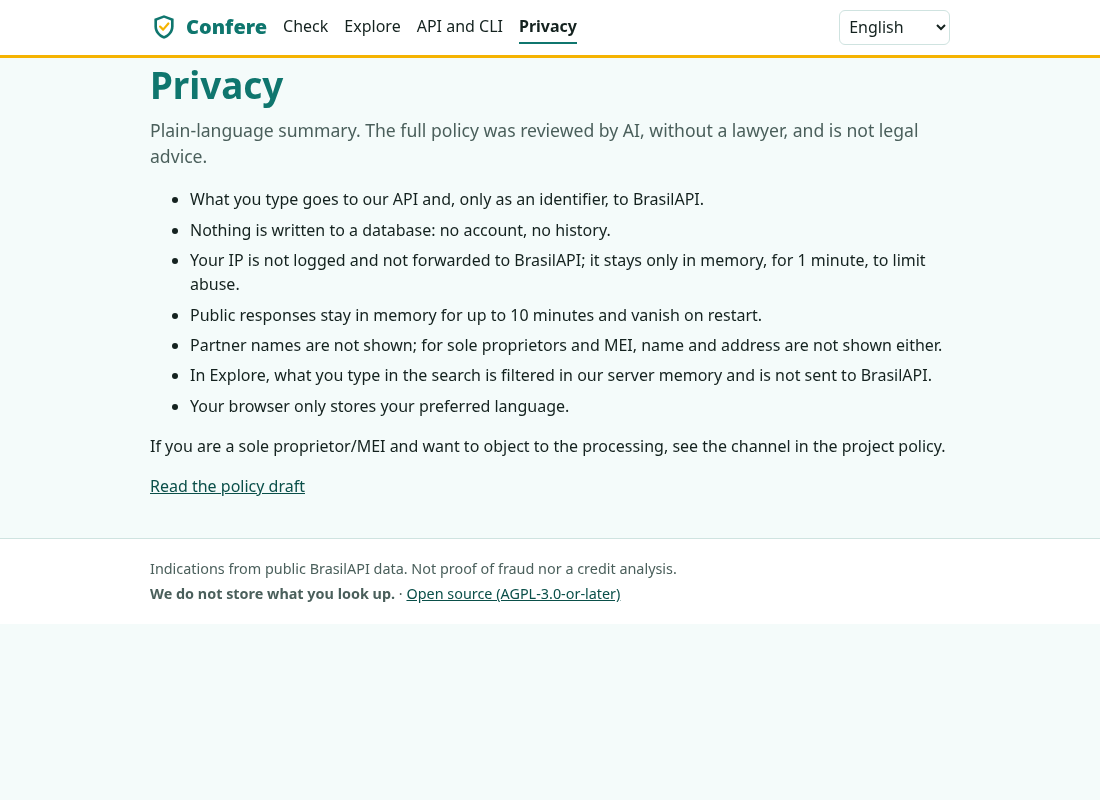 Confere
Check
Explore
API and CLI
Privacy
English
Privacy
Plain-language summary. The full policy was reviewed by AI, without a lawyer, and is not legal
advice.
What you type goes to our API and, only as an identifier, to BrasilAPI.
Nothing is written to a database: no account, no history.
Your IP is not logged and not forwarded to BrasilAPI; it stays only in memory, for 1 minute, to limit
abuse.
Public responses stay in memory for up to 10 minutes and vanish on restart.
Partner names are not shown; for sole proprietors and MEI, name and address are not shown either.
In Explore, what you type in the search is filtered in our server memory and is not sent to BrasilAPI.
Your browser only stores your preferred language.
If you are a sole proprietor/MEI and want to object to the processing, see the channel in the project policy.
Read the policy draft
Indications from public BrasilAPI data. Not proof of fraud nor a credit analysis.
We do not store what you look up. · Open source (AGPL-3.0-or-later)